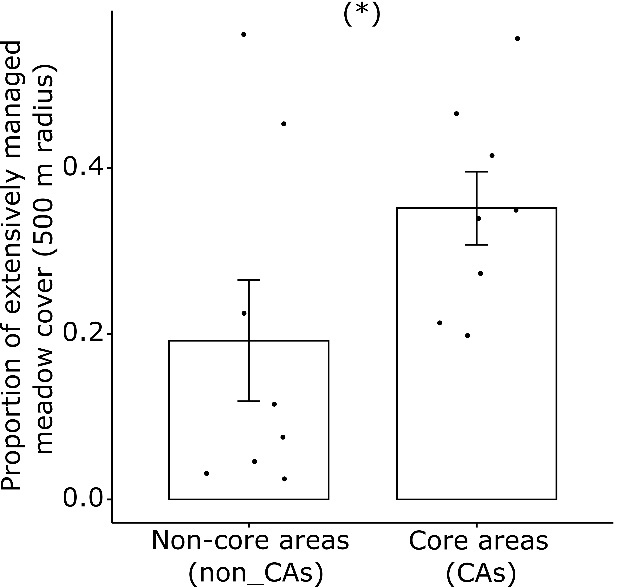 (*)
Proportion of extensively managed
meadow cover (500 m radius)
0.4
0.2
0.0
Non-core areas
(non_CAs)
Core areas
(CAs)